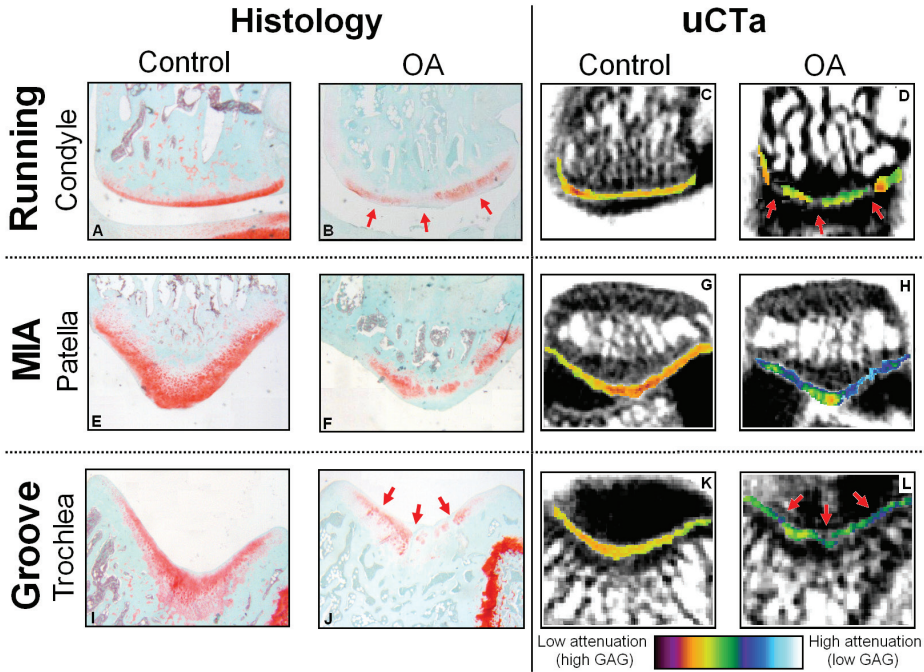 Histology
uCTa
Control
OA
Control
OA
Running
Condyle
A
B
C
D
MIA
Patella
E
F
G
H
Groove
Trochlea
I
J
K
L
Low attenuation
(high GAG)
High attenuation
(low GAG)